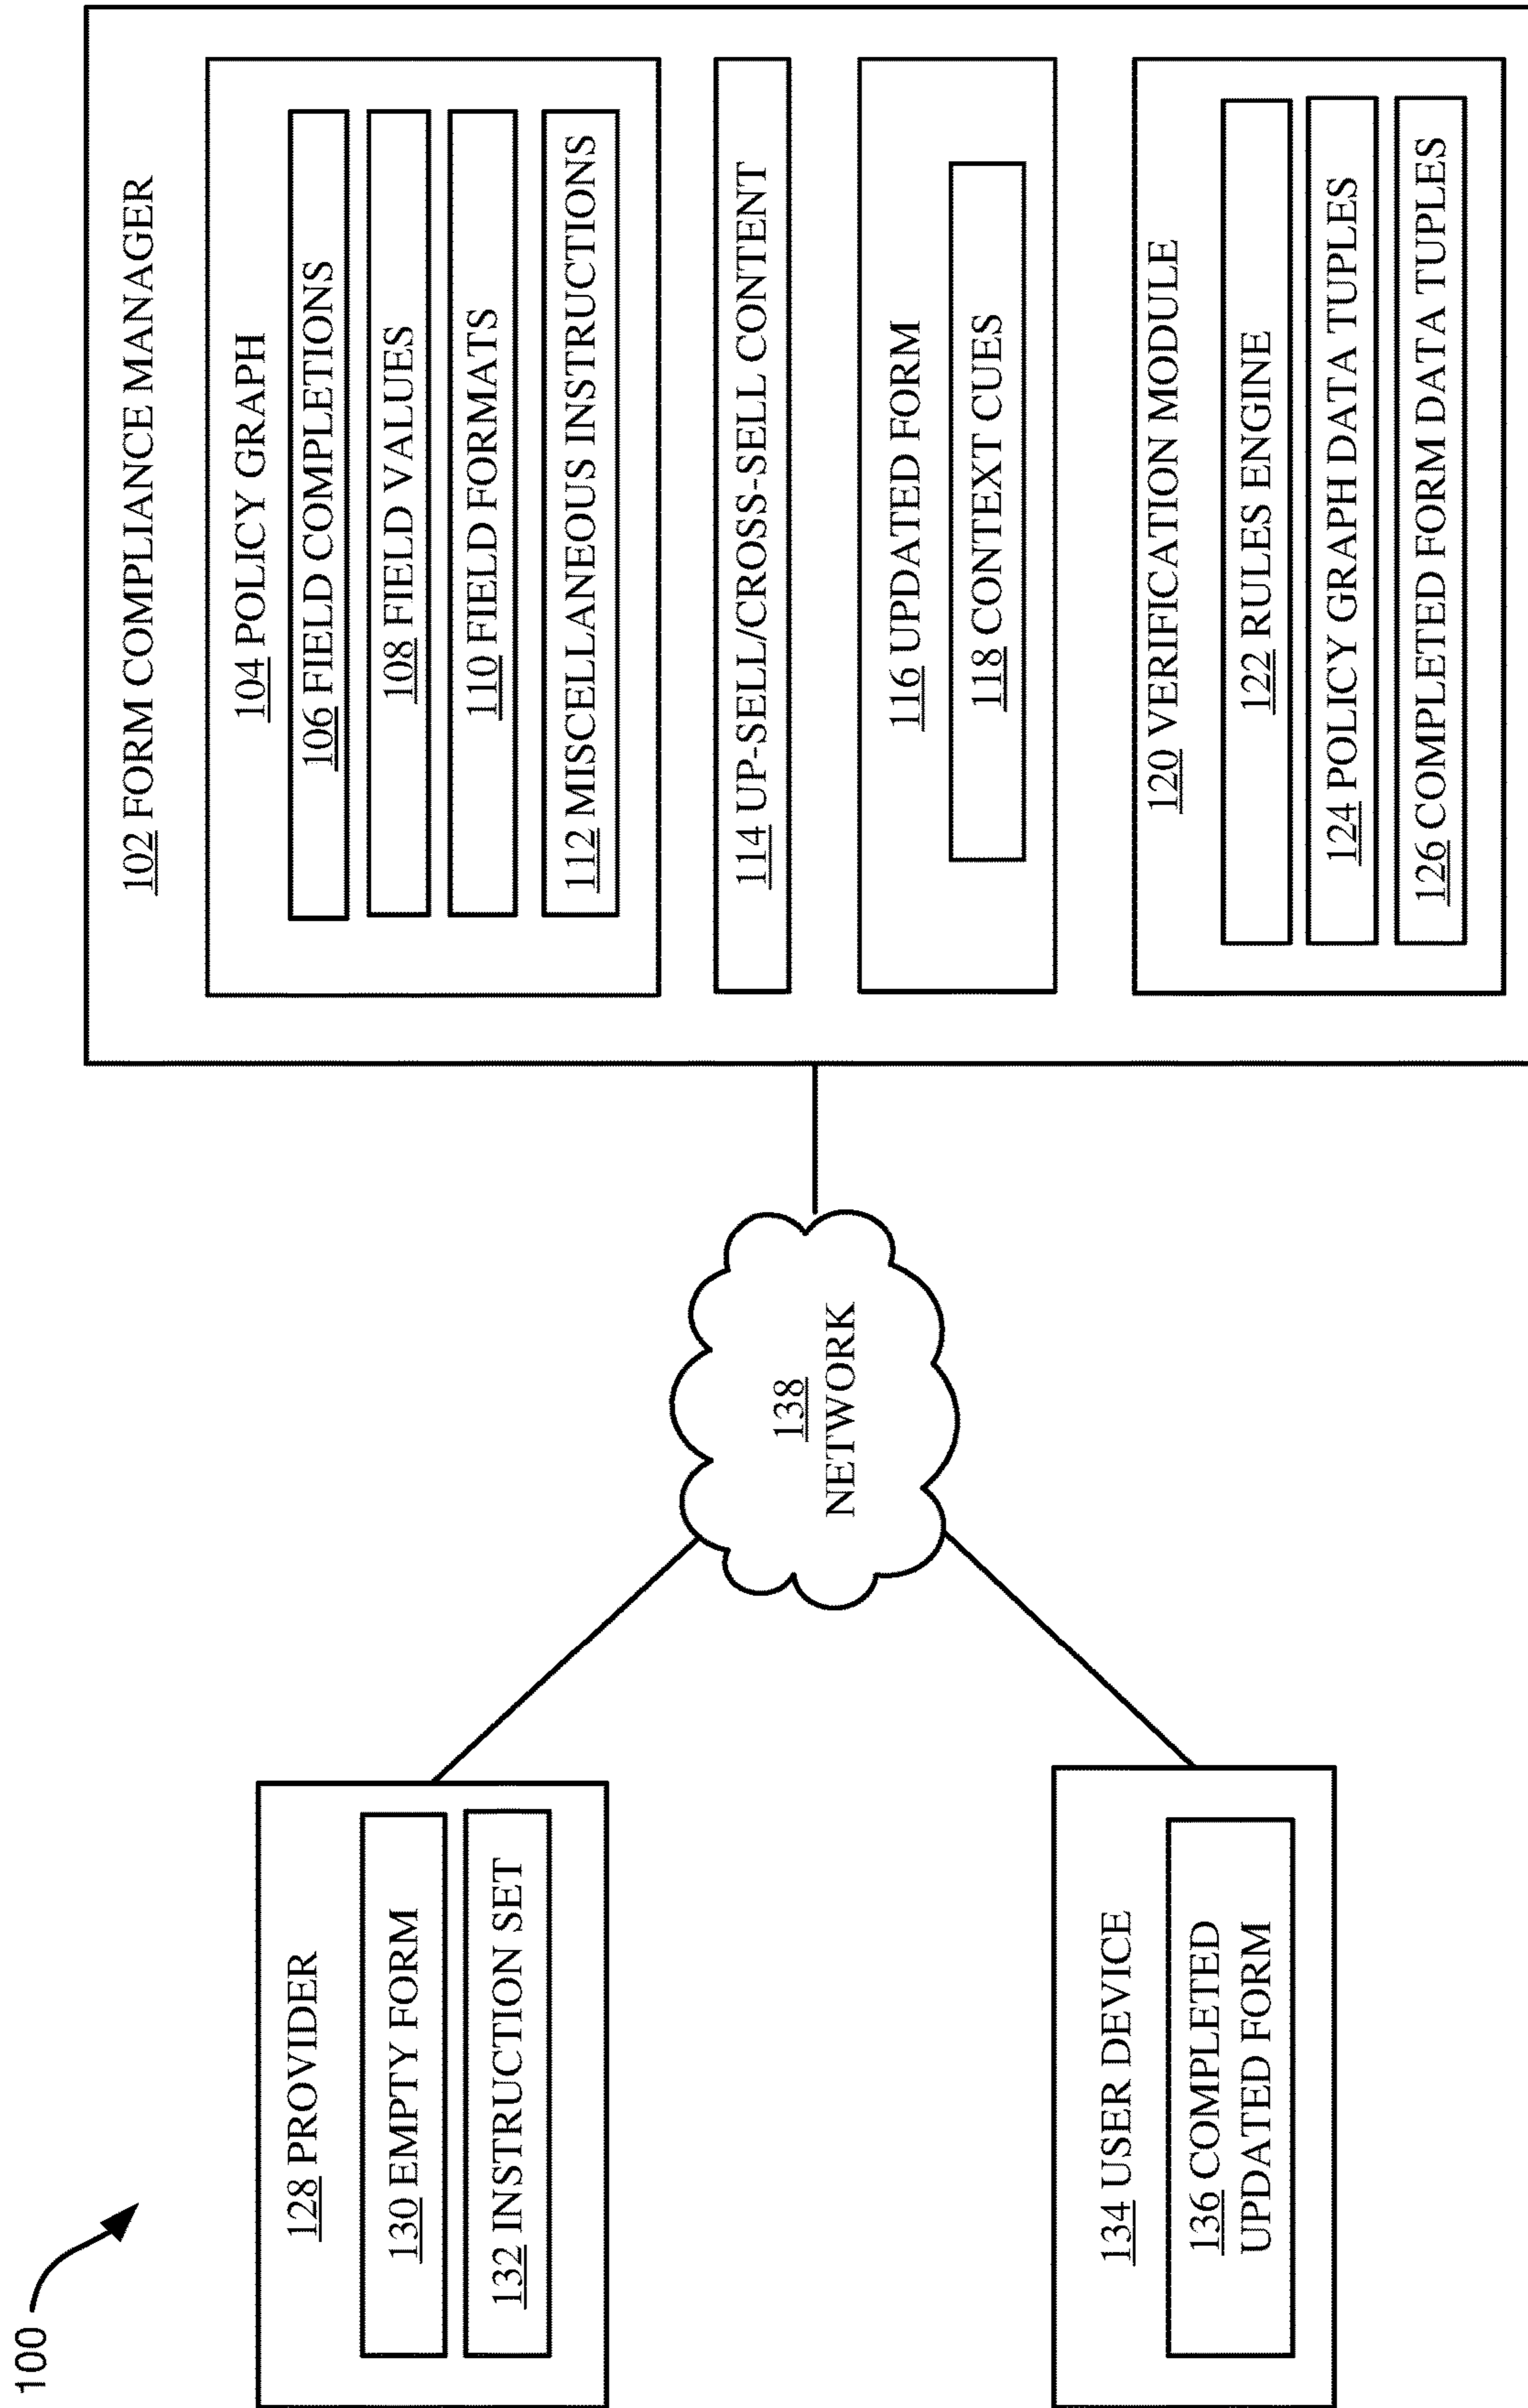 100
128 PROVIDER
130 EMPTY FORM
132 INSTRUCTION SET
134 USER DEVICE
136 COMPLETED
UPDATED FORM
138
NETWORK
102 FORM COMPLIANCE MANAGER
104 POLICY GRAPH
106 FIELD COMPLETIONS
108 FIELD VALUES
110 FIELD FORMATS
112 MISCELLANEOUS INSTRUCTIONS
114 UP-SELL/CROSS-SELL CONTENT
116 UPDATED FORM
118 CONTEXT CUES
120 VERIFICATION MODULE
122 RULES ENGINE
124 POLICY GRAPH DATA TUPLES
126 COMPLETED FORM DATA TUPLES